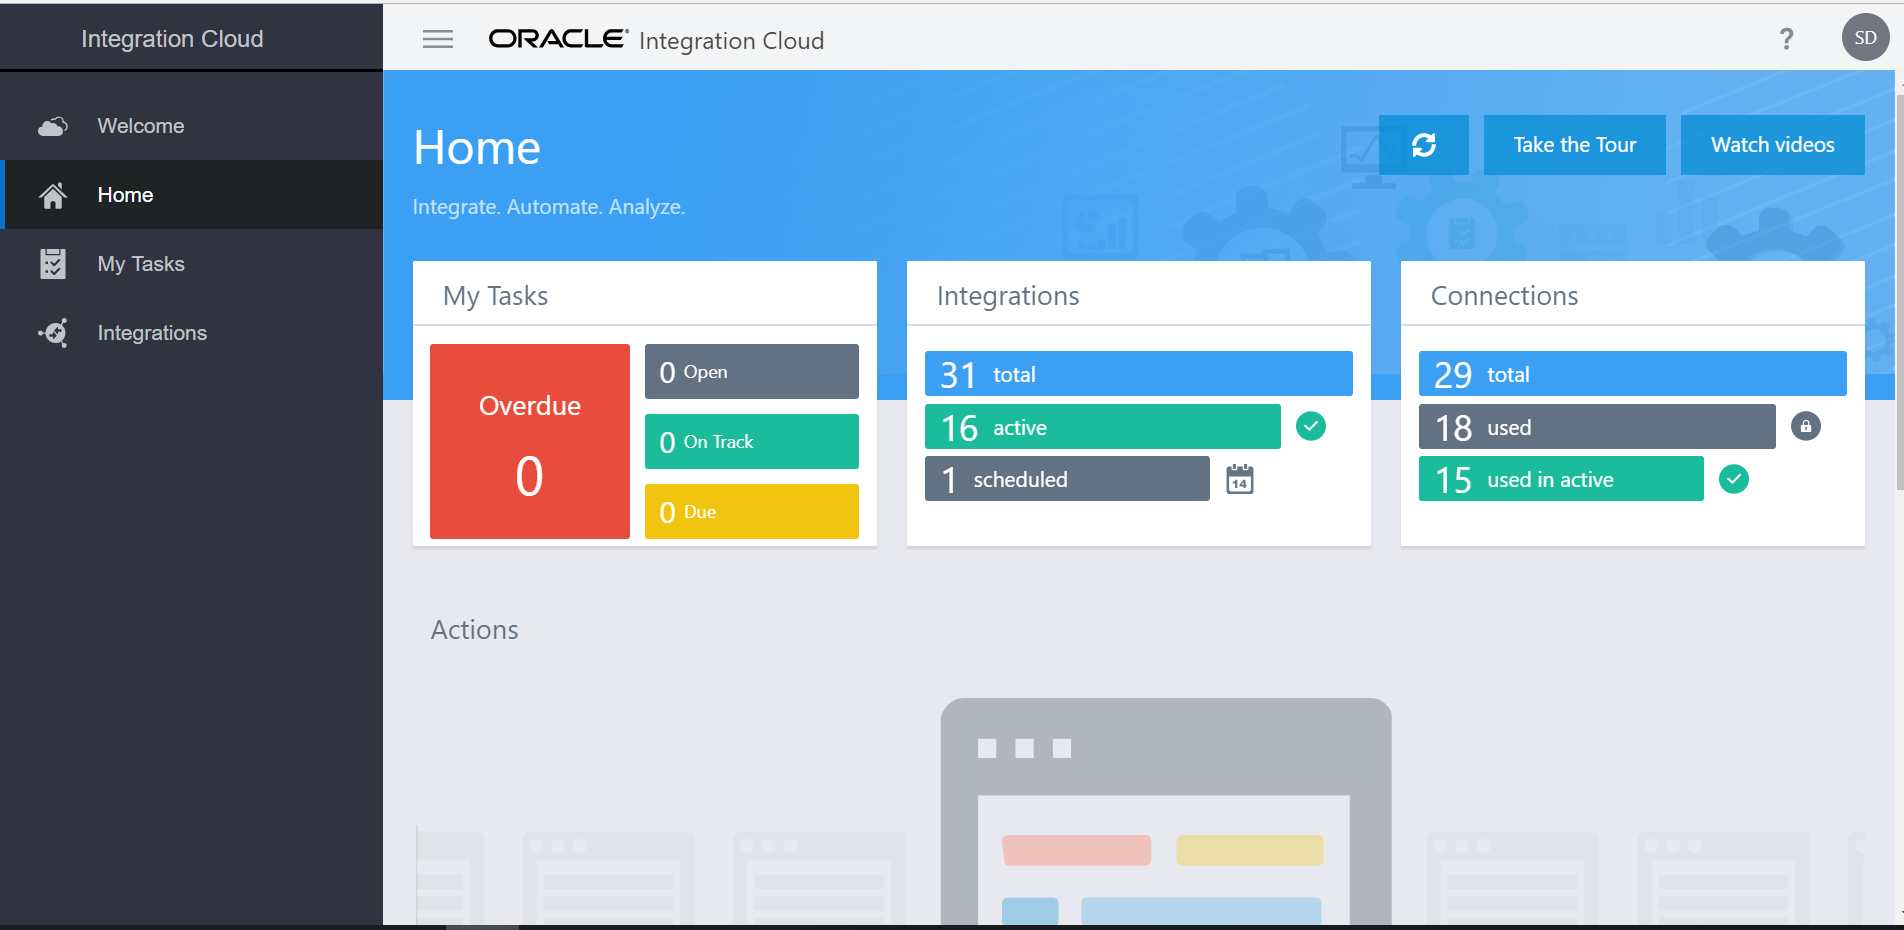 Integration Cloud
ORACLE® Integration Cloud
?
SD
Welcome
Home
My Tasks
Integrations
Home
Integrate. Automate. Analyze.
Take the Tour
Watch videos
My Tasks
Overdue
0
0 Open
0 On Track
0 Due
Integrations
31 total
16 active
1 scheduled
14
Connections
29 total
18 used
15 used in active
Actions